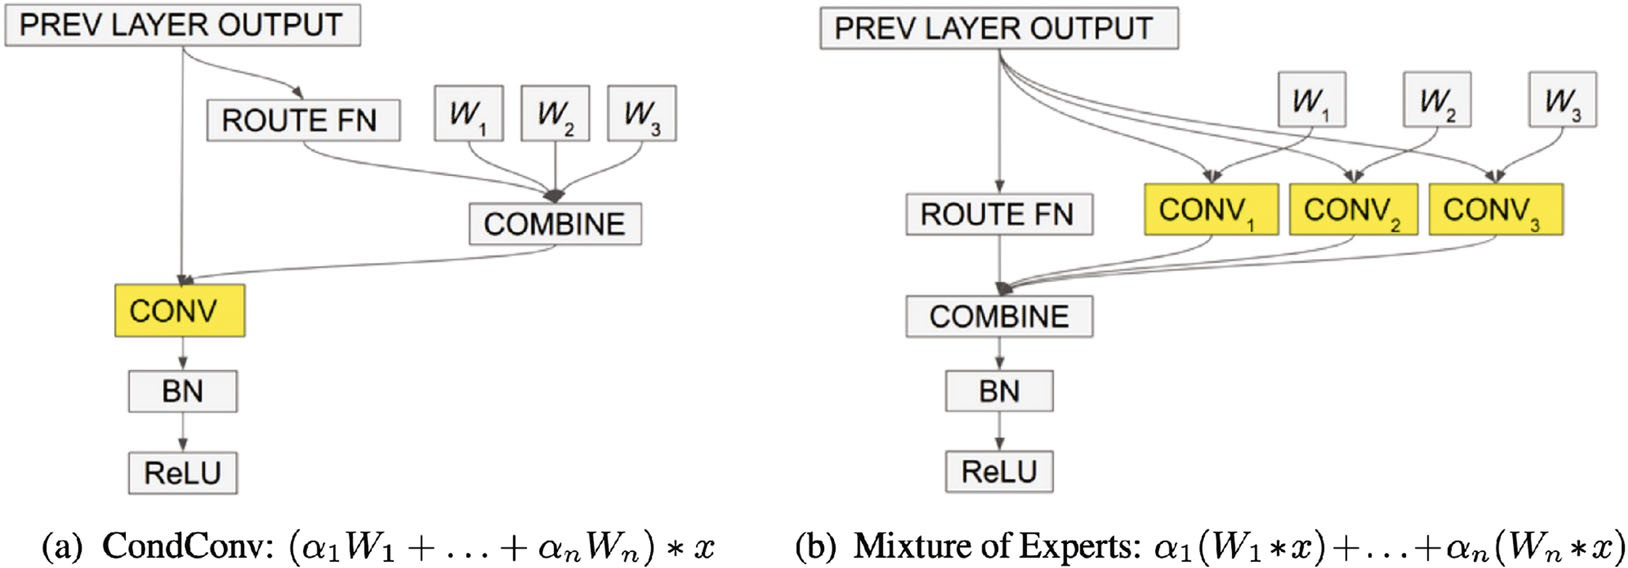 PREV LAYER OUTPUT
ROUTE FN
W1
W2
W3
COMBINE
CONV
BN
ReLU
(a) CondConv: (α₁W₁ + … + αₙWₙ) ∗ x
PREV LAYER OUTPUT
W1
W2
W3
ROUTE FN
CONV1
CONV2
CONV3
COMBINE
BN
ReLU
(b) Mixture of Experts: α₁(W₁∗x)+…+αₙ(Wₙ∗x)